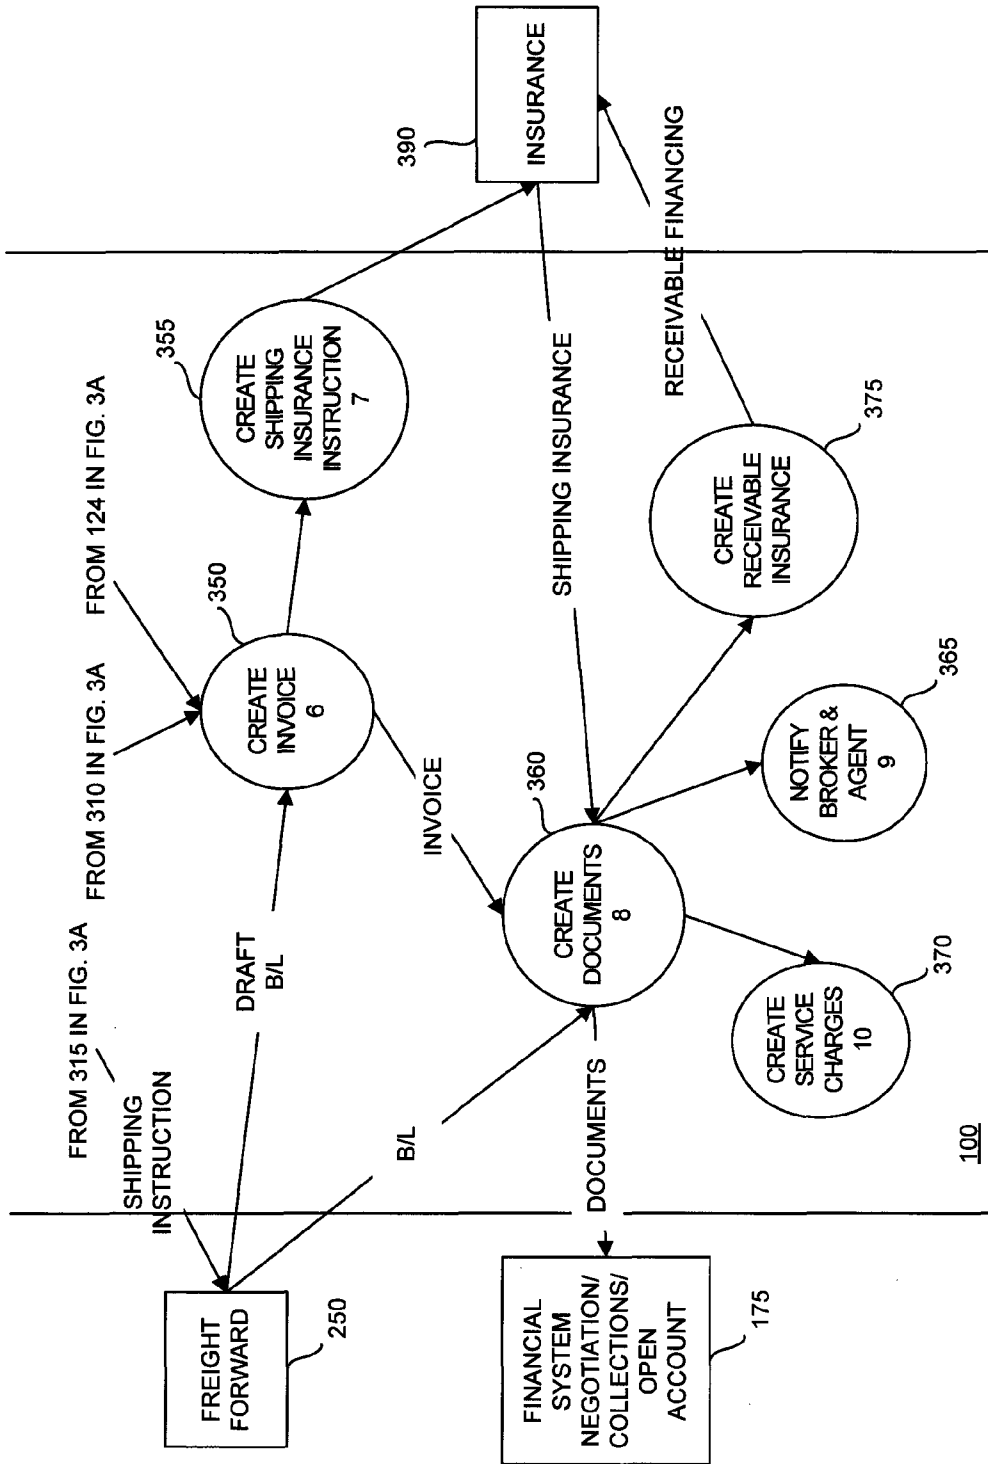 FROM 315 IN FIG. 3A
FROM 310 IN FIG. 3A
FROM 124 IN FIG. 3A
SHIPPING
INSTRUCTION
FREIGHT
FORWARD
250
DRAFT
B/L
CREATE
INVOICE
6
350
CREATE
SHIPPING
INSURANCE
INSTRUCTION
7
355
INSURANCE
390
B/L
INVOICE
SHIPPING INSURANCE
RECEIVABLE FINANCING
FINANCIAL
SYSTEM
NEGOTIATION/
COLLECTIONS/
OPEN
ACCOUNT
175
DOCUMENTS
CREATE
DOCUMENTS
8
360
CREATE
RECEIVABLE
INSURANCE
375
NOTIFY
BROKER &
AGENT
9
365
CREATE
SERVICE
CHARGES
10
370
100